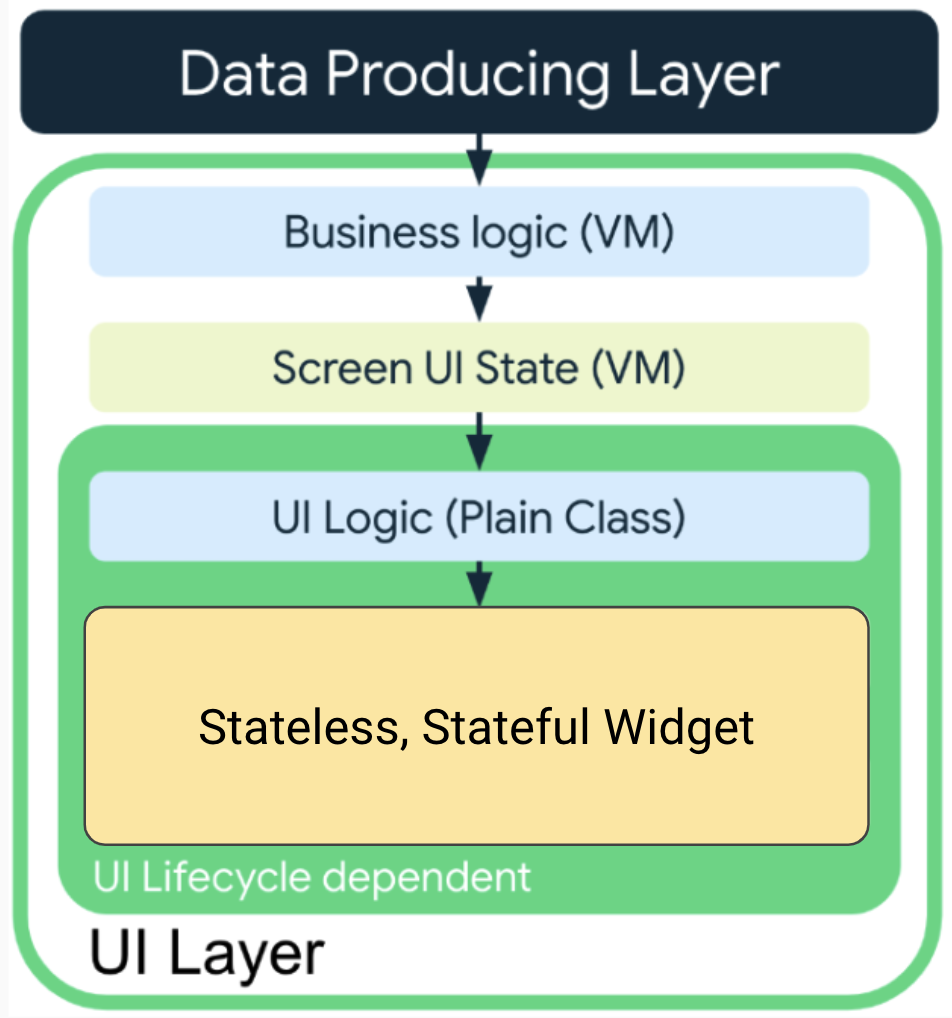 Data Producing Layer
Business logic (VM)
Screen UI State (VM)
UI Logic (Plain Class)
Stateless, Stateful Widget
UI Lifecycle dependent
UI Layer